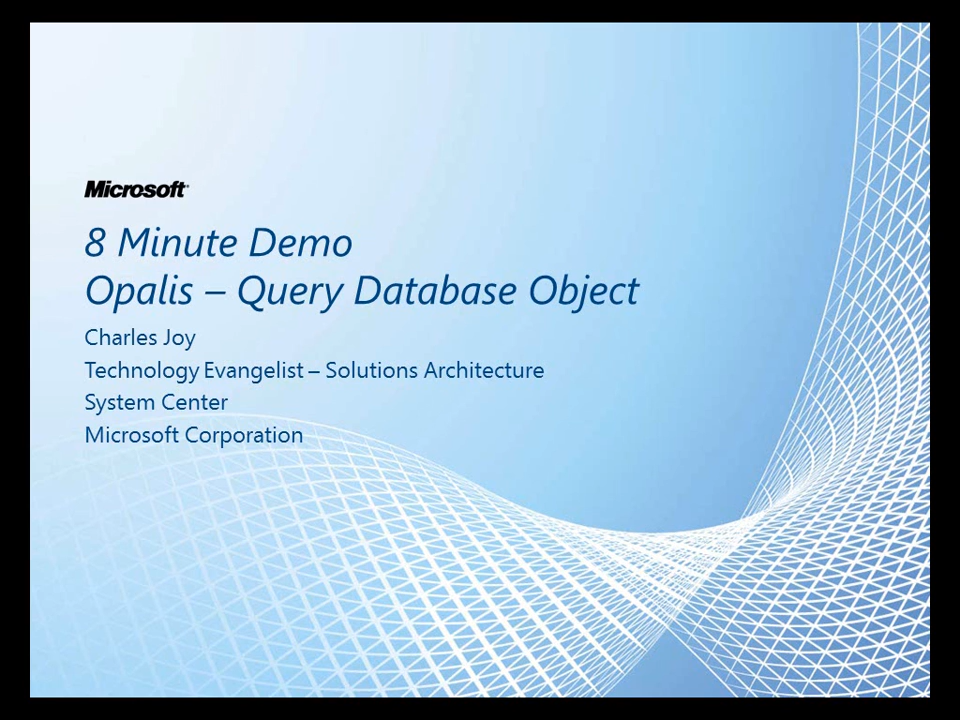 Microsoft
8 Minute Demo
Opalis – Query Database Object
Charles Joy
Technology Evangelist – Solutions Architecture
System Center
Microsoft Corporation